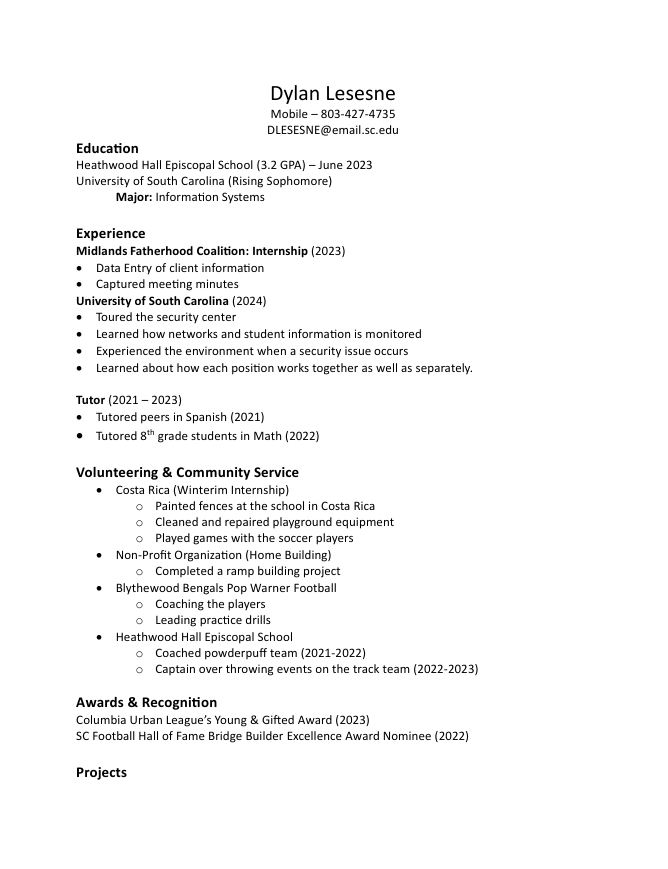 Dylan Lesesne
Mobile – 803-427-4735
DLESESNE@email.sc.edu
Education
Heathwood Hall Episcopal School (3.2 GPA) – June 2023
University of South Carolina (Rising Sophomore)
Major: Information Systems
Experience
Midlands Fatherhood Coalition: Internship (2023)
• Data Entry of client information
• Captured meeting minutes
University of South Carolina (2024)
• Toured the security center
• Learned how networks and student information is monitored
• Experienced the environment when a security issue occurs
• Learned about how each position works together as well as separately.
Tutor (2021 – 2023)
• Tutored peers in Spanish (2021)
• Tutored 8th grade students in Math (2022)
Volunteering & Community Service
• Costa Rica (Winterim Internship)
o Painted fences at the school in Costa Rica
o Cleaned and repaired playground equipment
o Played games with the soccer players
• Non-Profit Organization (Home Building)
o Completed a ramp building project
• Blythewood Bengals Pop Warner Football
o Coaching the players
o Leading practice drills
• Heathwood Hall Episcopal School
o Coached powderpuff team (2021-2022)
o Captain over throwing events on the track team (2022-2023)
Awards & Recognition
Columbia Urban League’s Young & Gifted Award (2023)
SC Football Hall of Fame Bridge Builder Excellence Award Nominee (2022)
Projects